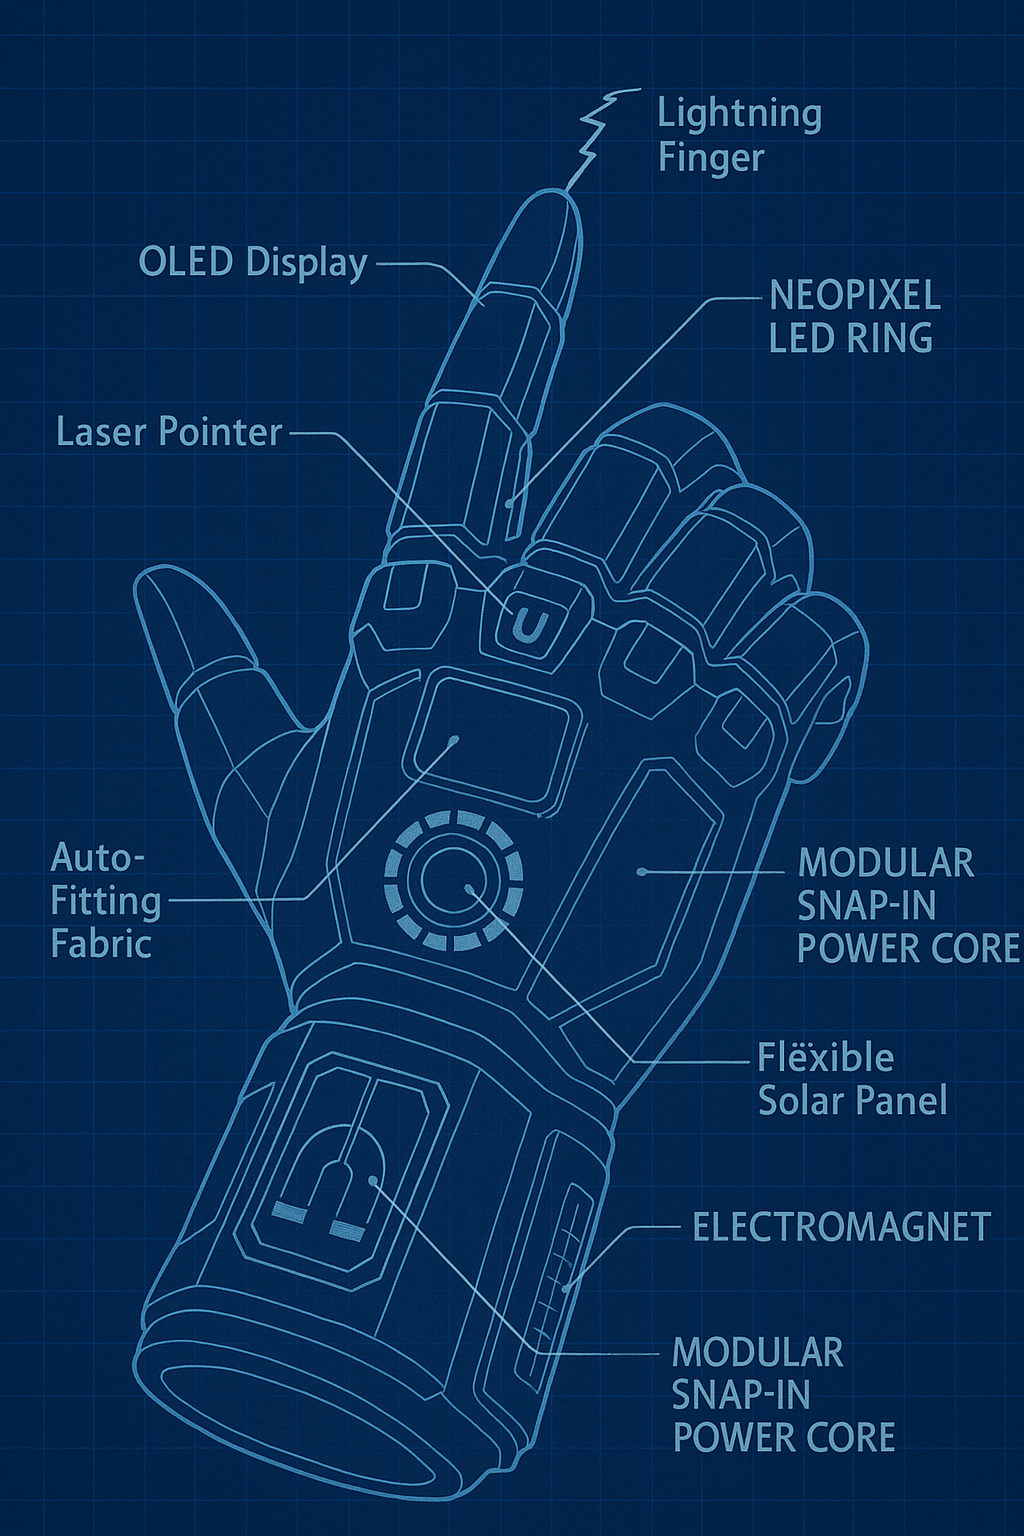 Lightning
Finger
OLED Display
NEOPIXEL
LED RING
Laser Pointer
U
Auto-
Fitting
Fabric
MODULAR
SNAP-IN
POWER CORE
Flëxible
Solar Panel
ELECTROMAGNET
MODULAR
SNAP-IN
POWER CORE